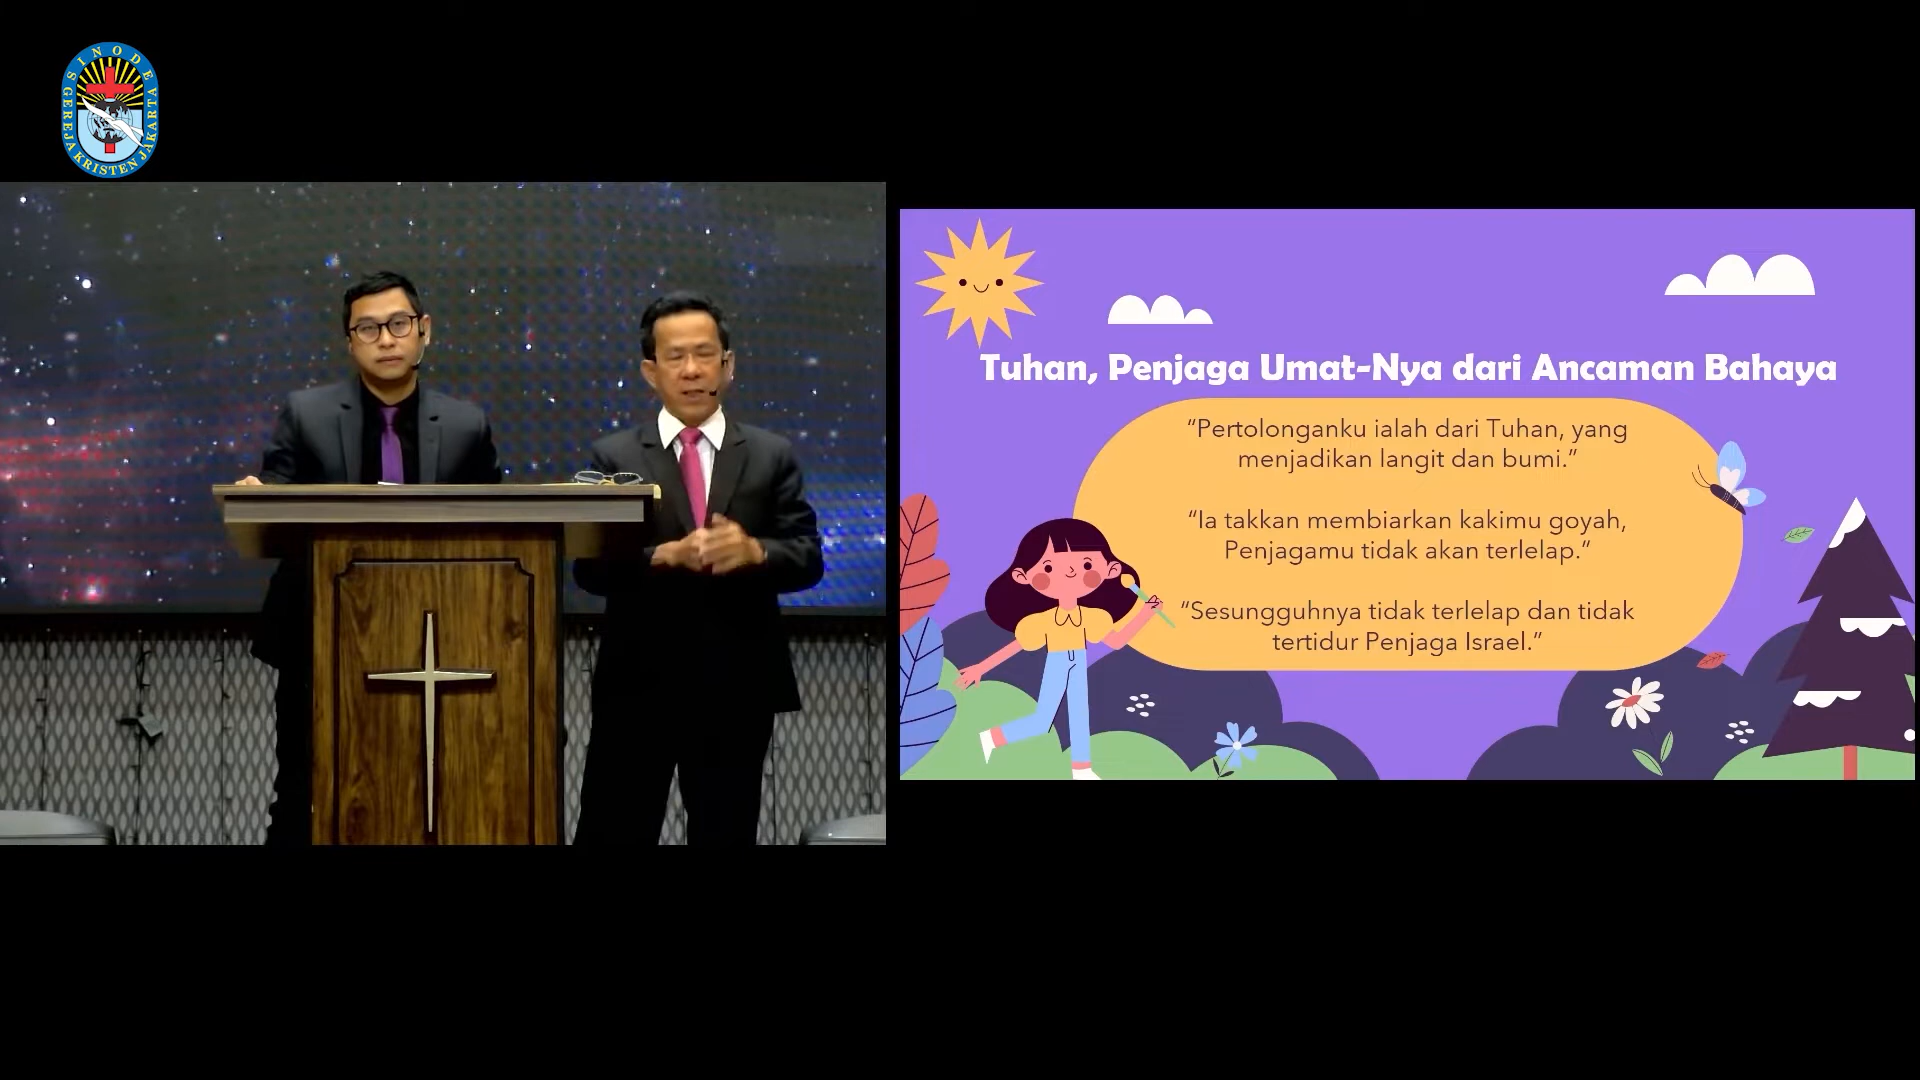 SINODE
GEREJA KRISTEN JAKARTA
Tuhan, Penjaga Umat-Nya dari Ancaman Bahaya
“Pertolonganku ialah dari Tuhan, yang
menjadikan langit dan bumi.”
“Ia takkan membiarkan kakimu goyah,
Penjagamu tidak akan terlelap.”
“Sesungguhnya tidak terlelap dan tidak
tertidur Penjaga Israel.”